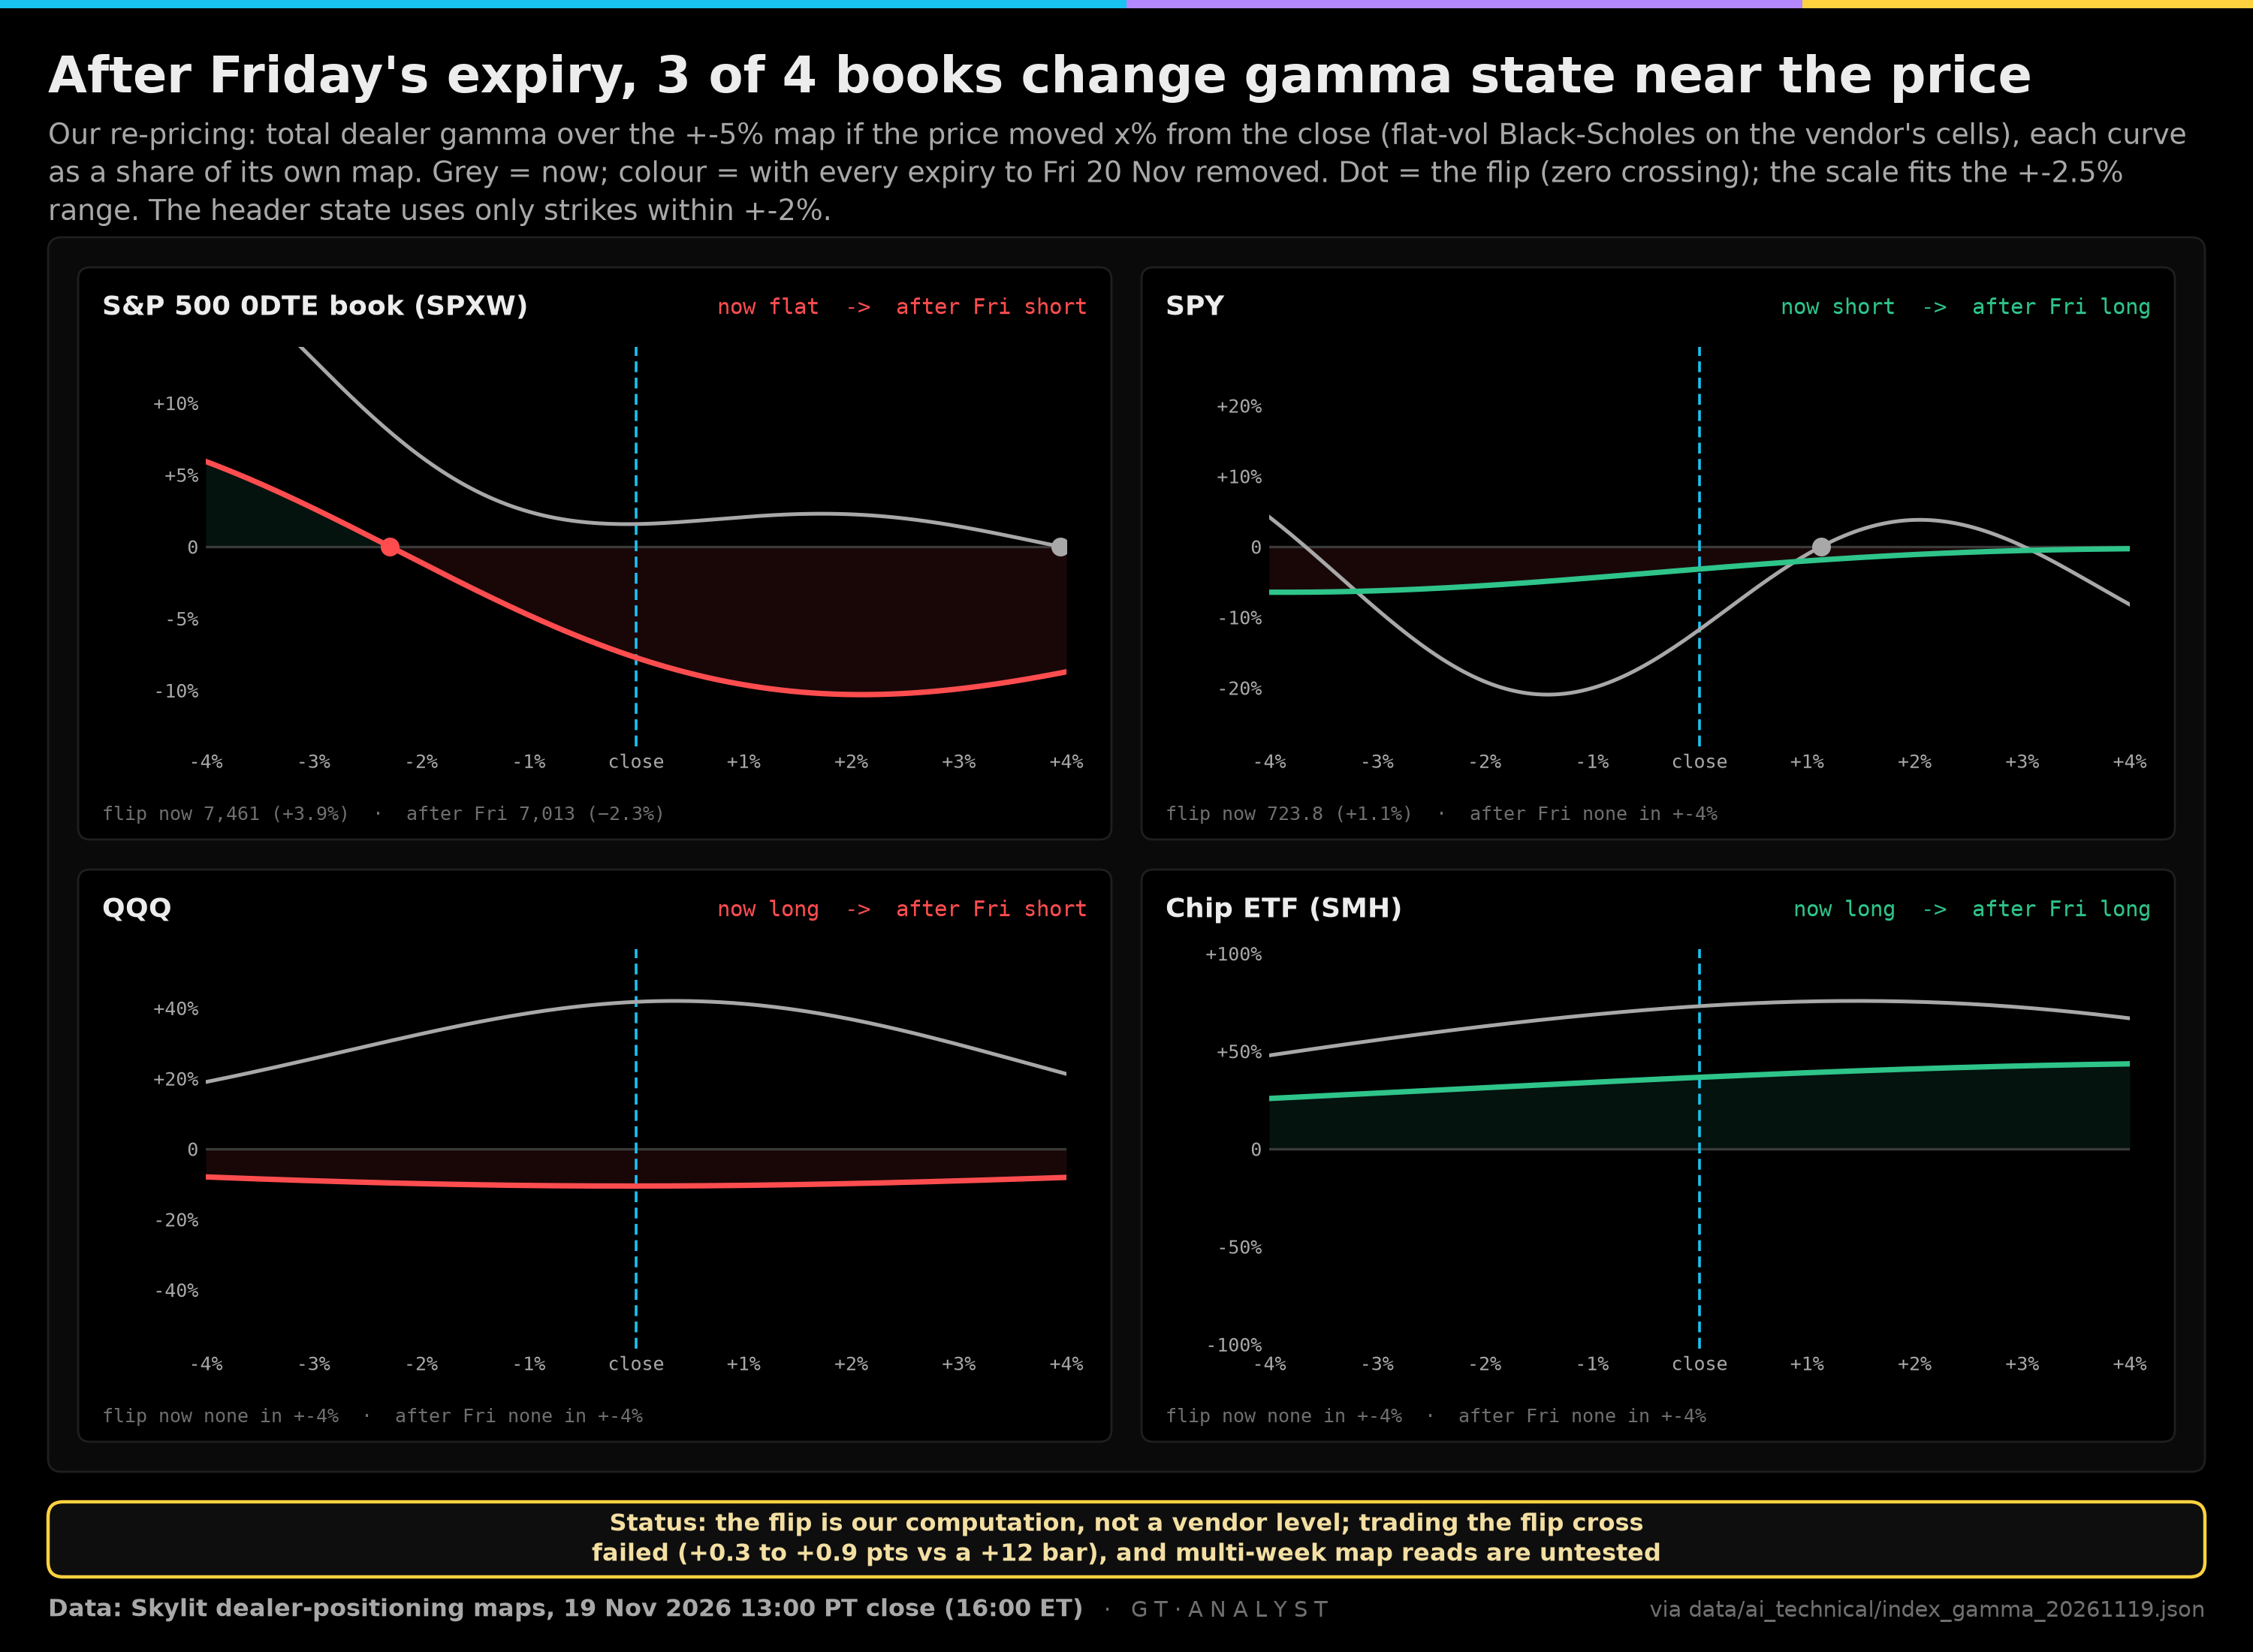 After Friday's expiry, 3 of 4 books change gamma state near the price
Our re-pricing: total dealer gamma over the +-5% map if the price moved x% from the close (flat-vol Black-Scholes on the vendor's cells), each curve
as a share of its own map. Grey = now; colour = with every expiry to Fri 20 Nov removed. Dot = the flip (zero crossing); the scale fits the +-2.5%
range. The header state uses only strikes within +-2%.
S&P 500 0DTE book (SPXW)
now flat -> after Fri short
+10%
+5%
0
-5%
-10%
-4% -3% -2% -1% close +1% +2% +3% +4%
flip now 7,461 (+3.9%) · after Fri 7,013 (−2.3%)
SPY
now short -> after Fri long
+20%
+10%
0
-10%
-20%
-4% -3% -2% -1% close +1% +2% +3% +4%
flip now 723.8 (+1.1%) · after Fri none in +-4%
QQQ
now long -> after Fri short
+40%
+20%
0
-20%
-40%
-4% -3% -2% -1% close +1% +2% +3% +4%
flip now none in +-4% · after Fri none in +-4%
Chip ETF (SMH)
now long -> after Fri long
+100%
+50%
0
-50%
-100%
-4% -3% -2% -1% close +1% +2% +3% +4%
flip now none in +-4% · after Fri none in +-4%
Status: the flip is our computation, not a vendor level; trading the flip cross
failed (+0.3 to +0.9 pts vs a +12 bar), and multi-week map reads are untested
Data: Skylit dealer-positioning maps, 19 Nov 2026 13:00 PT close (16:00 ET) · GT·ANALYST
via data/ai_technical/index_gamma_20261119.json